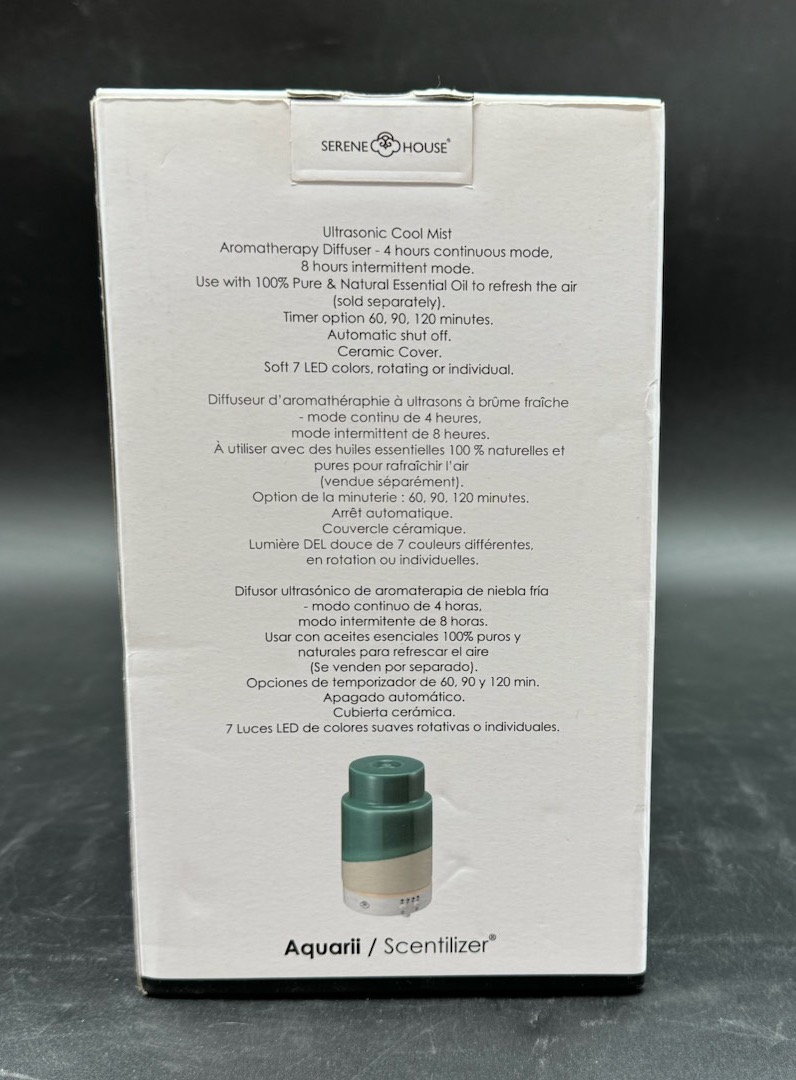 SERENE HOUSE®
Ultrasonic Cool Mist
Aromatherapy Diffuser - 4 hours continuous mode,
8 hours intermittent mode.
Use with 100% Pure & Natural Essential Oil to refresh the air
(sold separately).
Timer option 60, 90, 120 minutes.
Automatic shut off.
Ceramic Cover.
Soft 7 LED colors, rotating or individual.
Diffuseur d'aromathéraphie à ultrasons à brûme fraîche
- mode continu de 4 heures,
mode intermittent de 8 heures.
À utiliser avec des huiles essentielles 100 % naturelles et
pures pour rafraîchir l'air
(vendue séparément).
Option de la minuterie : 60, 90, 120 minutes.
Arrêt automatique.
Couvercle céramique.
Lumière DEL douce de 7 couleurs différentes,
en rotation ou individuelles.
Difusor ultrasónico de aromaterapia de niebla fría
- modo continuo de 4 horas,
modo intermitente de 8 horas.
Usar con aceites esenciales 100% puros y
naturales para refrescar el aire
(Se venden por separado).
Opciones de temporizador de 60, 90 y 120 min.
Apagado automático.
Cubierta cerámica.
7 Luces LED de colores suaves rotativas o individuales.
Aquarii / Scentilizer®